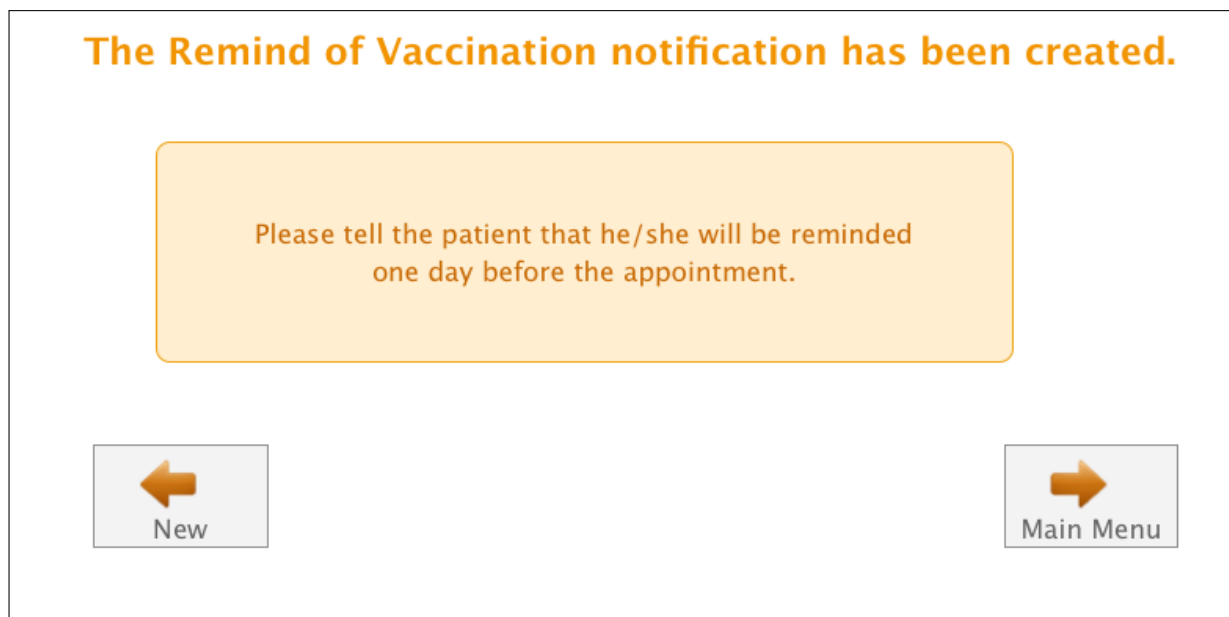 The Remind of Vaccination notification has been created.
Please tell the patient that he/she will be reminded
one day before the appointment.
New
Main Menu